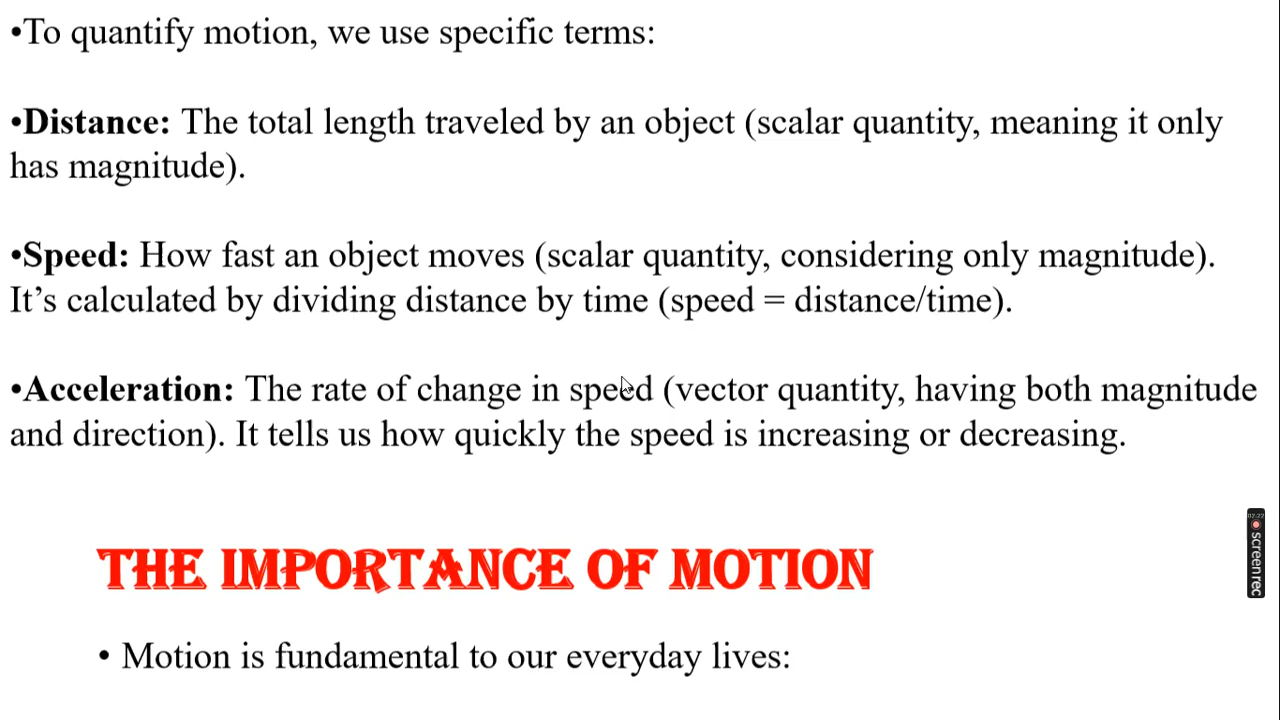 •To quantify motion, we use specific terms:
•Distance: The total length traveled by an object (scalar quantity, meaning it only
has magnitude).
•Speed: How fast an object moves (scalar quantity, considering only magnitude).
It’s calculated by dividing distance by time (speed = distance/time).
•Acceleration: The rate of change in speed (vector quantity, having both magnitude
and direction). It tells us how quickly the speed is increasing or decreasing.
THE IMPORTANCE OF MOTION
• Motion is fundamental to our everyday lives:
screenrec